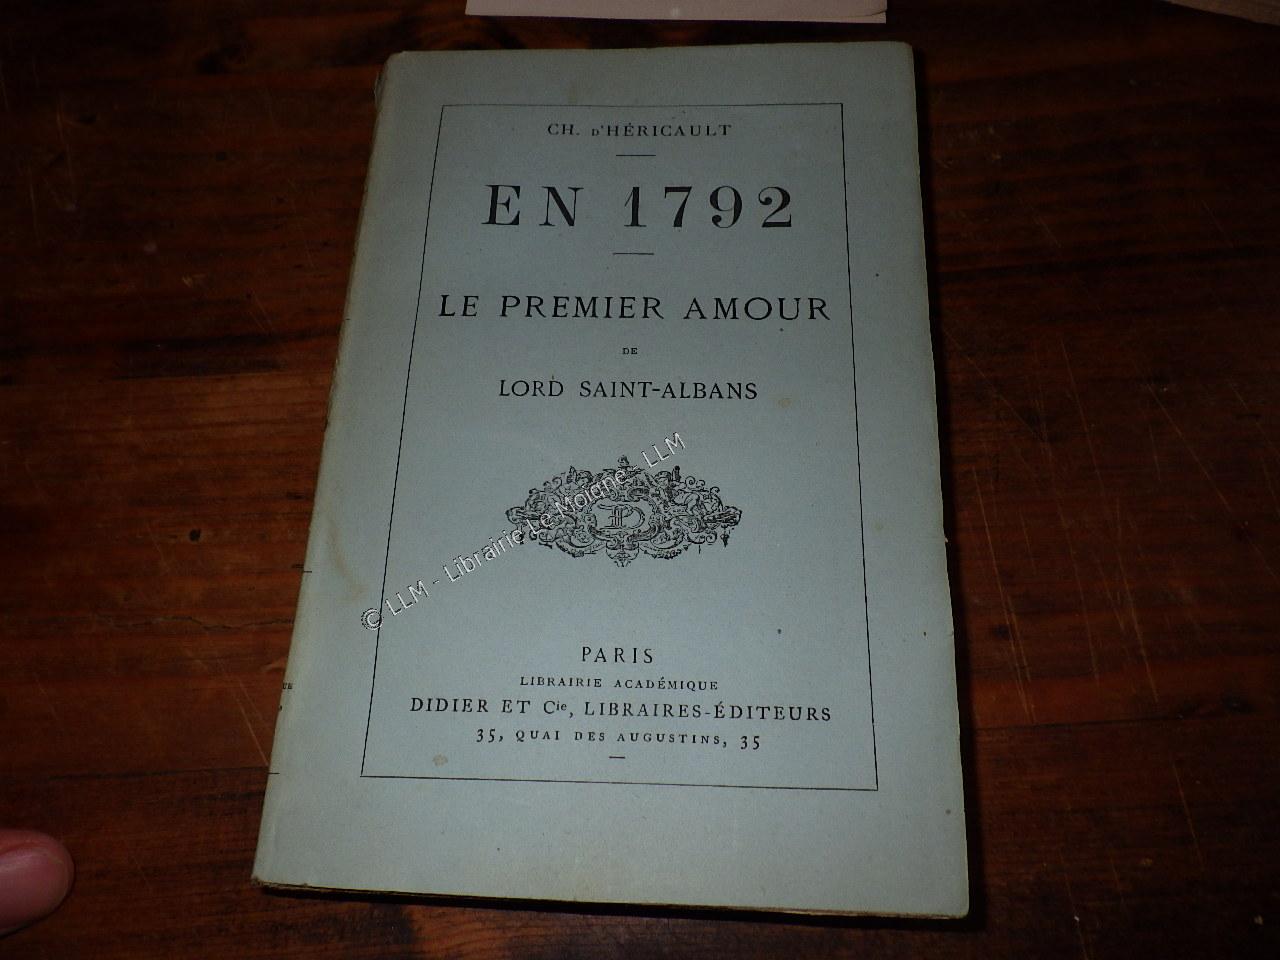 CH. D'HÉRICAULT
EN 1792
LE PREMIER AMOUR
DE
LORD SAINT-ALBANS
© LLM - Librairie Le Moigne - LLM
PARIS
LIBRAIRIE ACADÉMIQUE
DIDIER ET Cie, LIBRAIRES-ÉDITEURS
35, QUAI DES AUGUSTINS, 35